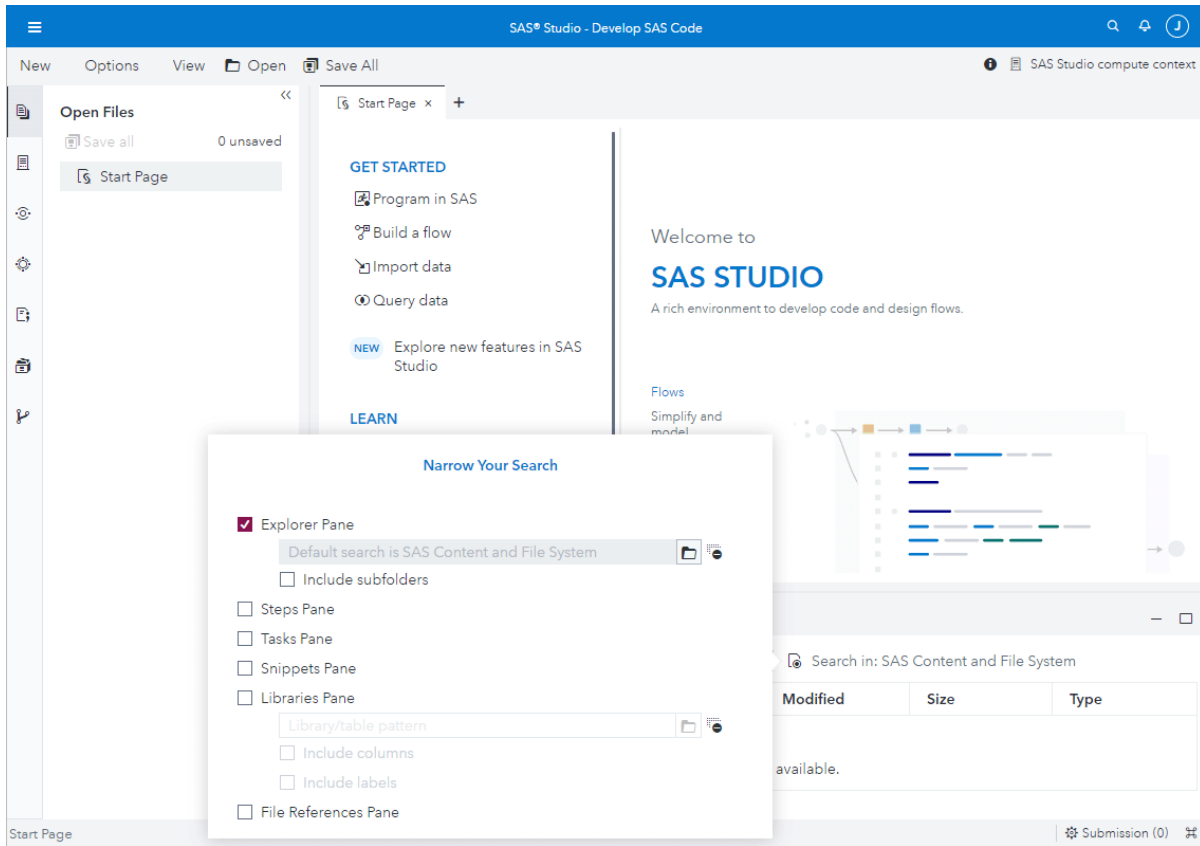 SAS® Studio - Develop SAS Code
J
New Options View Open Save All
SAS Studio compute context
Open Files
Save all 0 unsaved
Start Page
Start Page × +
GET STARTED
Program in SAS
Build a flow
Import data
Query data
NEW Explore new features in SAS
Studio
LEARN
Welcome to
SAS STUDIO
A rich environment to develop code and design flows.
Flows
Simplify and
model
Narrow Your Search
Explorer Pane
Default search is SAS Content and File System
Include subfolders
Steps Pane
Tasks Pane
Snippets Pane
Libraries Pane
Library/table pattern
Include columns
Include labels
File References Pane
Search in: SAS Content and File System
Modified Size Type
available.
Start Page
Submission (0)